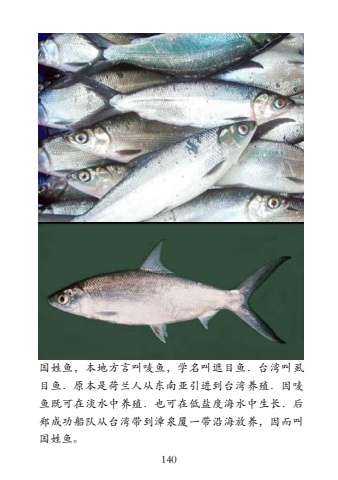 国姓鱼，本地方言叫唛鱼，学名叫遮目鱼．台湾叫虱
目鱼．原本是荷兰人从东南亚引进到台湾养殖．因唛
鱼既可在淡水中养殖．也可在低盐度海水中生长．后
郑成功船队从台湾带到漳泉厦一带沿海放养，因而叫
国姓鱼。
140